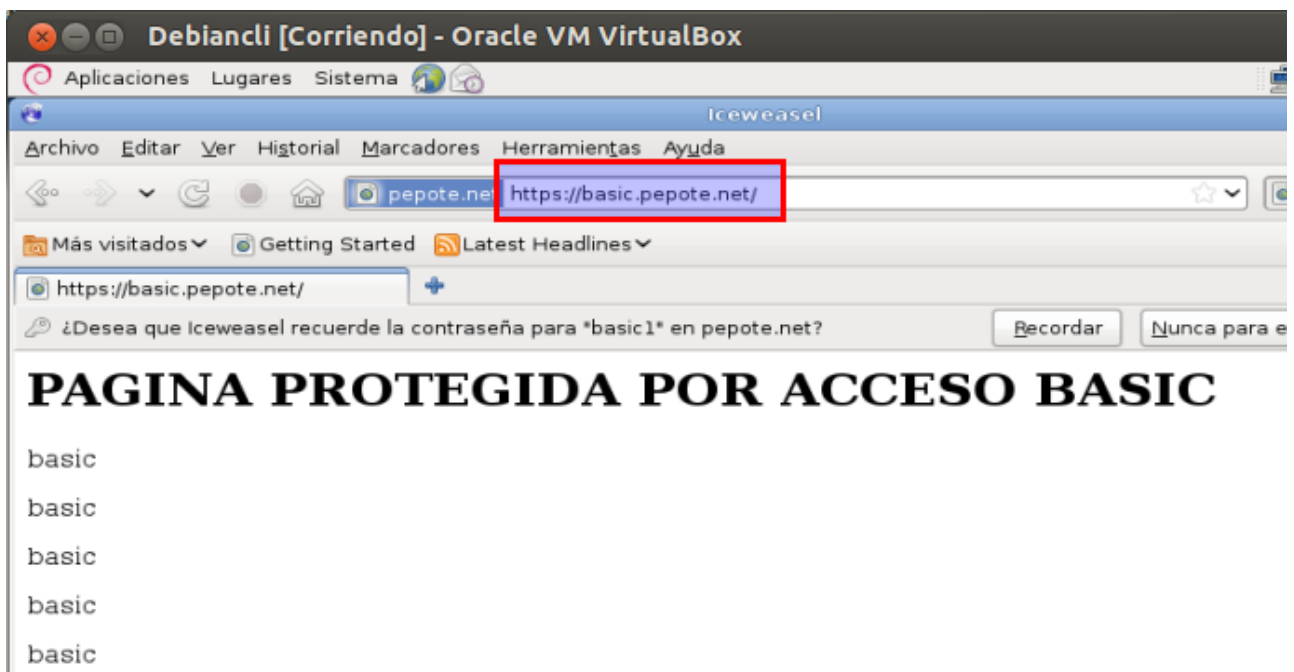 Debiancli [Corriendo] - Oracle VM VirtualBox
Aplicaciones Lugares Sistema
Iceweasel
Archivo Editar Ver Historial Marcadores Herramientas Ayuda
pepote.net https://basic.pepote.net/
Más visitados Getting Started Latest Headlines
https://basic.pepote.net/
¿Desea que Iceweasel recuerde la contraseña para "basic1" en pepote.net? Recordar Nunca para e
PAGINA PROTEGIDA POR ACCESO BASIC
basic
basic
basic
basic
basic